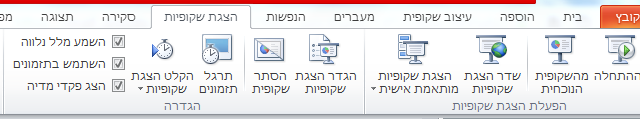 קובץ
בית
הוספה
עיצוב שקופית
מעברים
הנפשות
הצגת שקופיות
סקירה
תצוגה
ההתחלה
מהשקופית
הנוכחית
שדר הצגת
שקופיות
הצגת שקופיות
מותאמת אישית
הפעלת הצגת שקופיות
הגדר הצגת
שקופיות
הסתר
שקופית
תרגל
תזמונים
הקלט הצגת
שקופיות
השמע מלל נלווה
השתמש בתזמונים
הצג פקדי מדיה
הגדרה